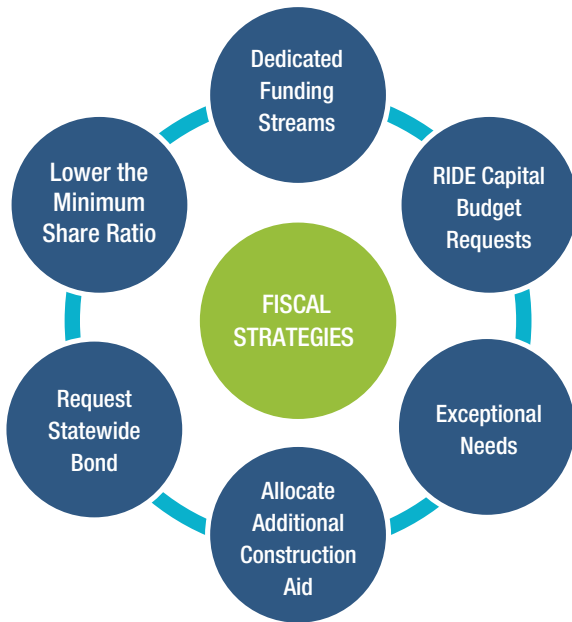 Dedicated
Funding
Streams
RIDE Capital
Budget
Requests
Exceptional
Needs
Allocate
Additional
Construction
Aid
Request
Statewide
Bond
Lower the
Minimum
Share Ratio
FISCAL
STRATEGIES